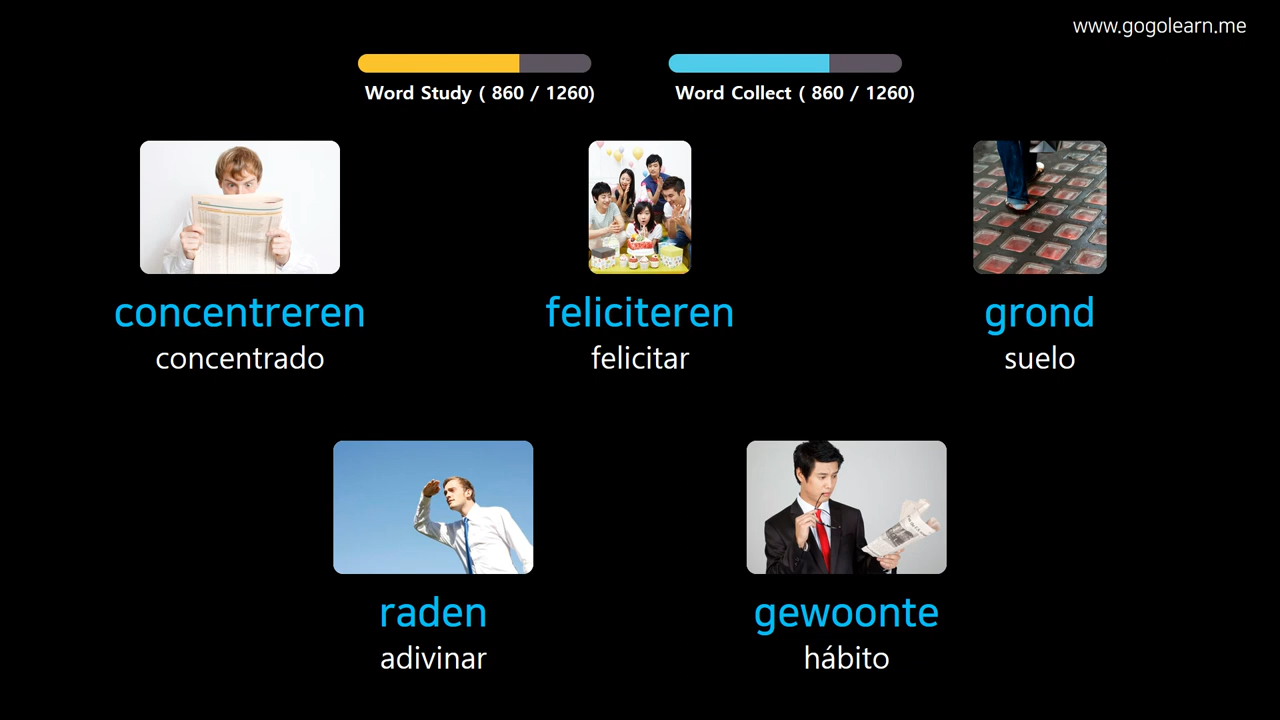 www.gogolearn.me
Word Study ( 860 / 1260)
Word Collect ( 860 / 1260)
concentreren
concentrado
feliciteren
felicitar
grond
suelo
raden
adivinar
gewoonte
hábito